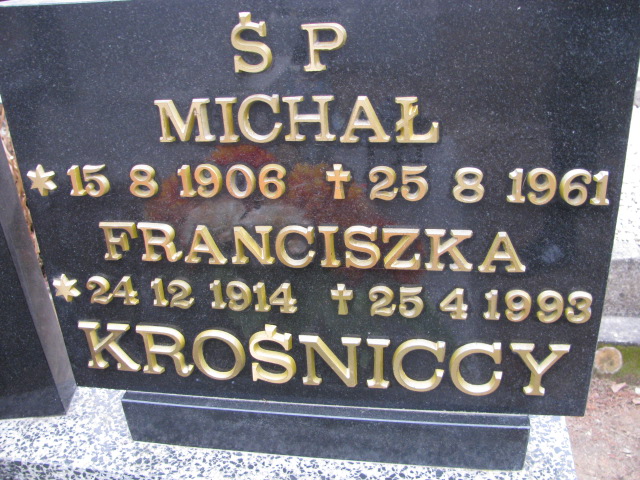 Ś P
MICHAŁ
* 15 8 1906 ✝ 25 8 1961
FRANCISZKA
* 24 12 1914 ✝ 25 4 1993
KROŚNICCY